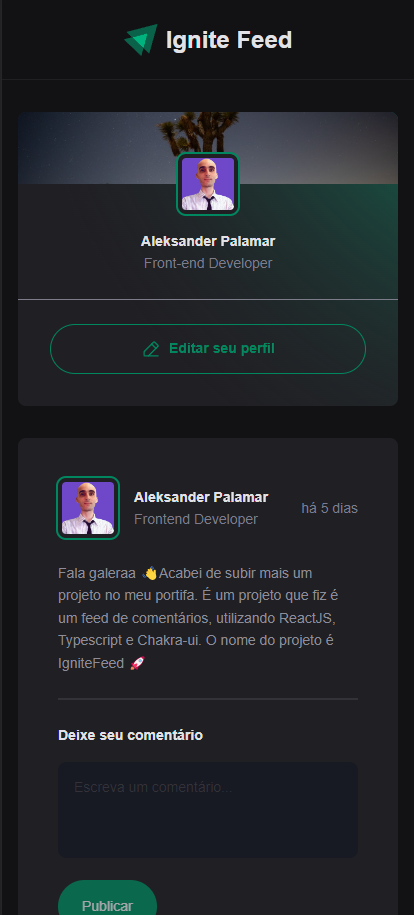 Ignite Feed
Aleksander Palamar
Front-end Developer
Editar seu perfil
Aleksander Palamar
Frontend Developer
há 5 dias
Fala galeraa 👋Acabei de subir mais um
projeto no meu portifa. É um projeto que fiz é
um feed de comentários, utilizando ReactJS,
Typescript e Chakra-ui. O nome do projeto é
IgniteFeed 🚀
Deixe seu comentário
Escreva um comentário...
Publicar